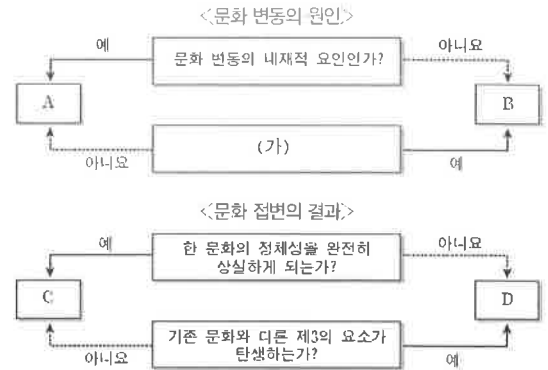 <문화 변동의 원인>
예
문화 변동의 내재적 요인인가?
아니요
A
B
(가)
아니요
예
<문화 접변의 결과>
예
한 문화의 정체성을 완전히
상실하게 되는가?
아니요
C
D
기존 문화와 다른 제3의 요소가
탄생하는가?
아니요
예